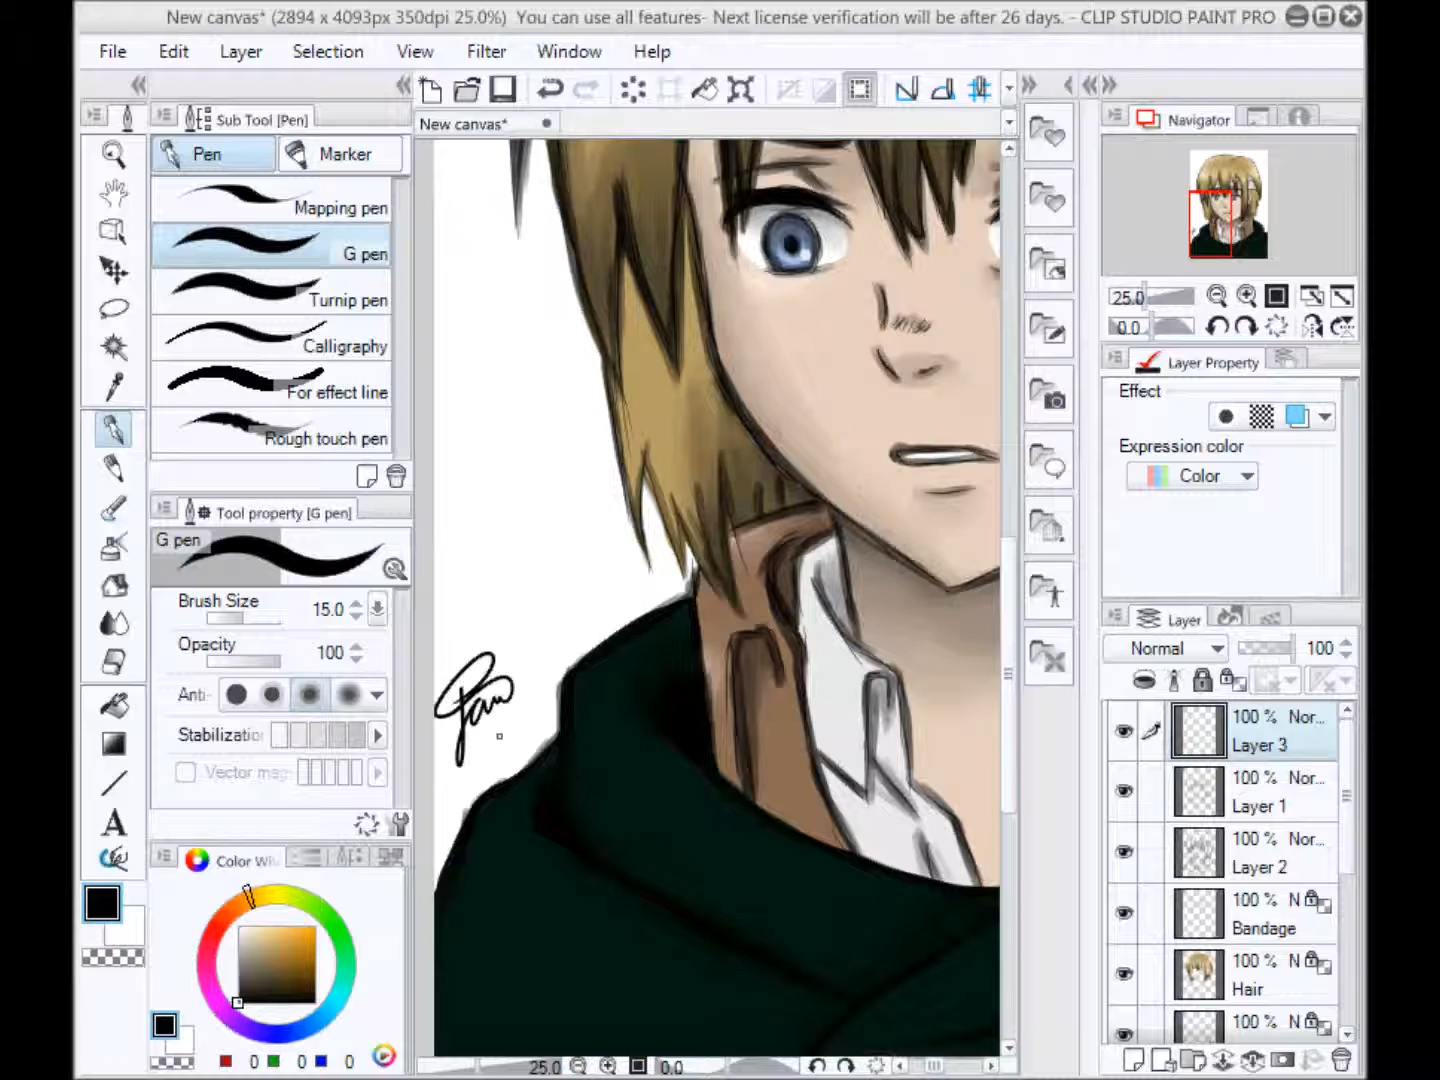 New canvas* (2894 x 4093px 350dpi 25.0%) You can use all features- Next license verification will be after 26 days. - CLIP STUDIO PAINT PRO
File Edit Layer Selection View Filter Window Help
Sub Tool [Pen]
Pen Marker
Mapping pen
G pen
Turnip pen
Calligraphy
For effect line
Rough touch pen
Tool property [G pen]
G pen
Brush Size 15.0
Opacity 100
Anti-
Stabilization
Vector mag
Color Wh
0 0 0
New canvas*
25.0 0.0
Navigator
25.0
0.0
Layer Property
Effect
Expression color
Color
Layer
Normal 100
100 % Nor...
Layer 3
100 % Nor...
Layer 1
100 % Nor...
Layer 2
100 % N
Bandage
100 % N
Hair
100 % N